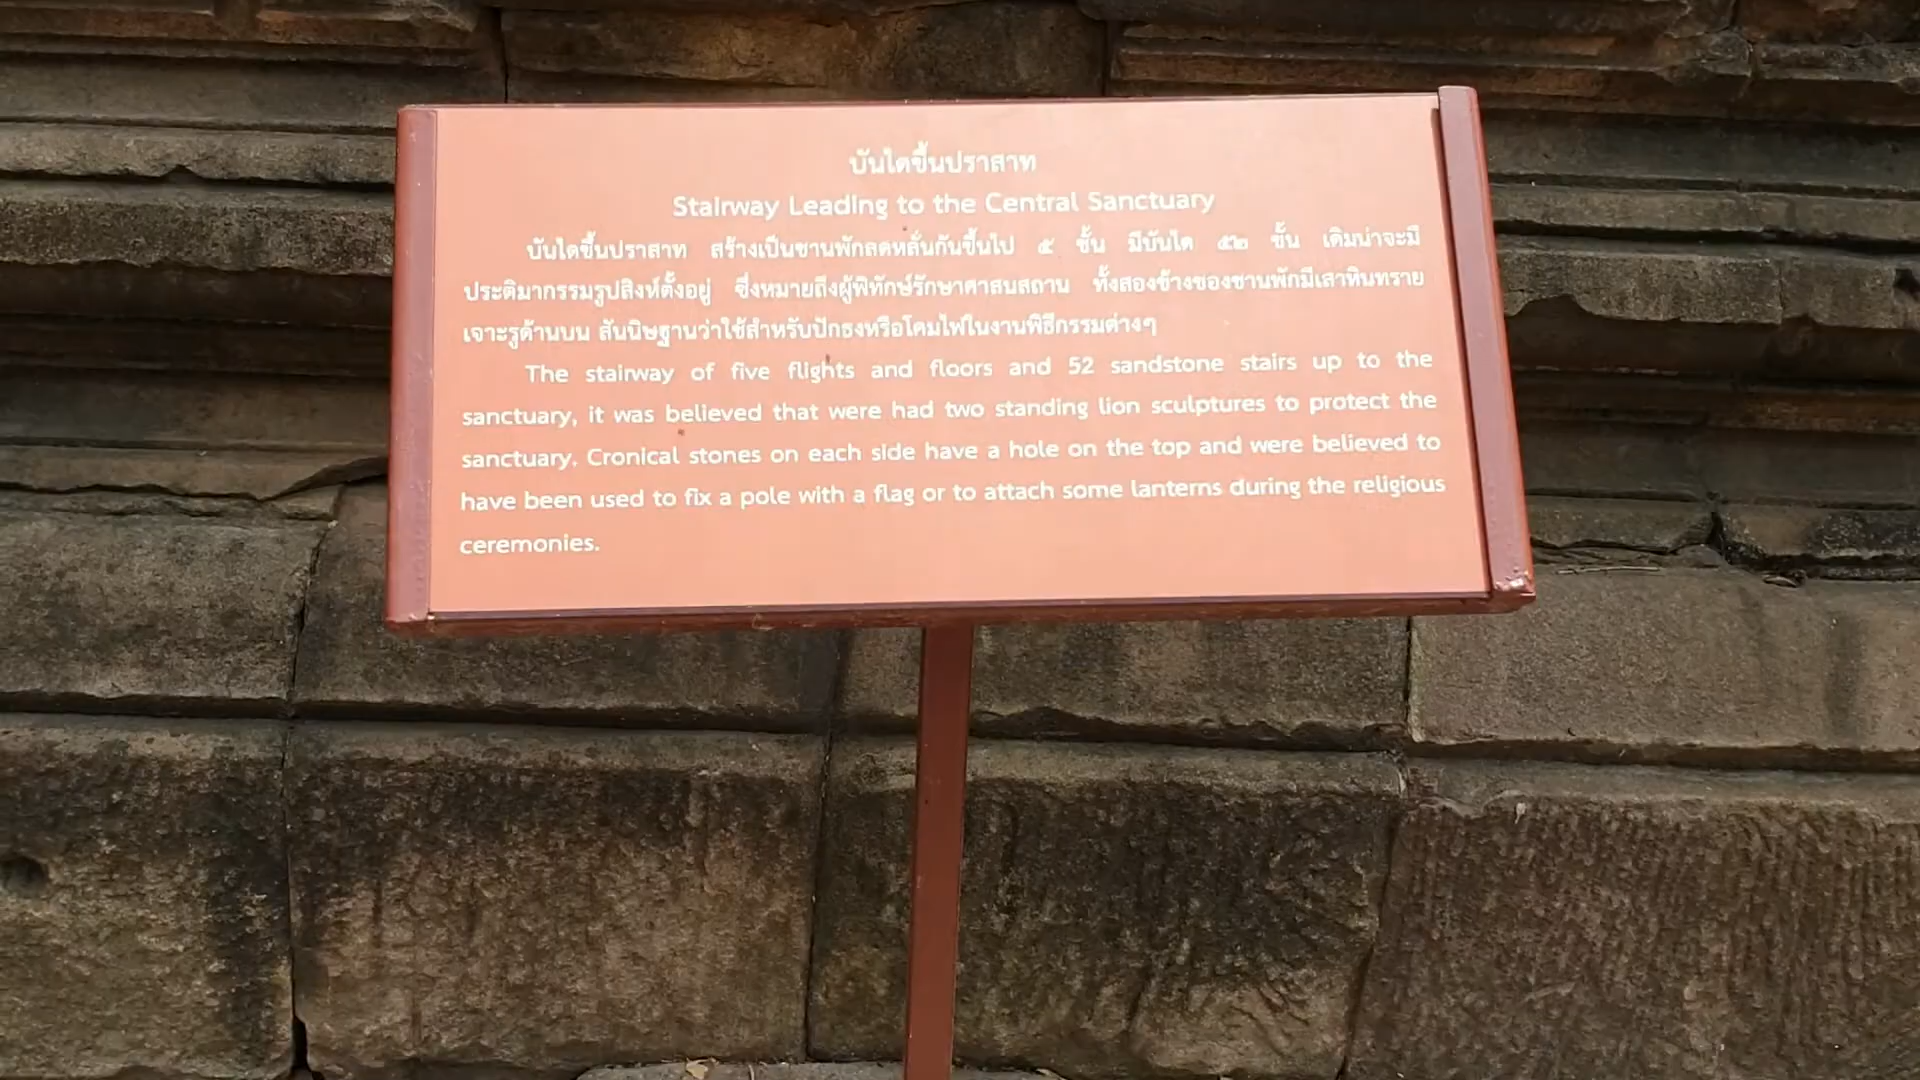 บันไดขึ้นปราสาท
Stairway Leading to the Central Sanctuary
บันไดขึ้นปราสาท สร้างเป็นชานพักลดหลั่นกันขึ้นไป ๕ ชั้น มีบันได ๕๒ ขั้น เดิมน่าจะมี
ประติมากรรมรูปสิงห์ตั้งอยู่ ซึ่งหมายถึงผู้พิทักษ์รักษาศาสนสถาน ทั้งสองข้างของชานพักมีเสาหินทราย
เจาะรูด้านบน สันนิษฐานว่าใช้สำหรับปักธงหรือโคมไฟในงานพิธีกรรมต่างๆ
The stairway of five flights and floors and 52 sandstone stairs up to the
sanctuary, it was believed that were had two standing lion sculptures to protect the
sanctuary. Cronical stones on each side have a hole on the top and were believed to
have been used to fix a pole with a flag or to attach some lanterns during the religious
ceremonies.